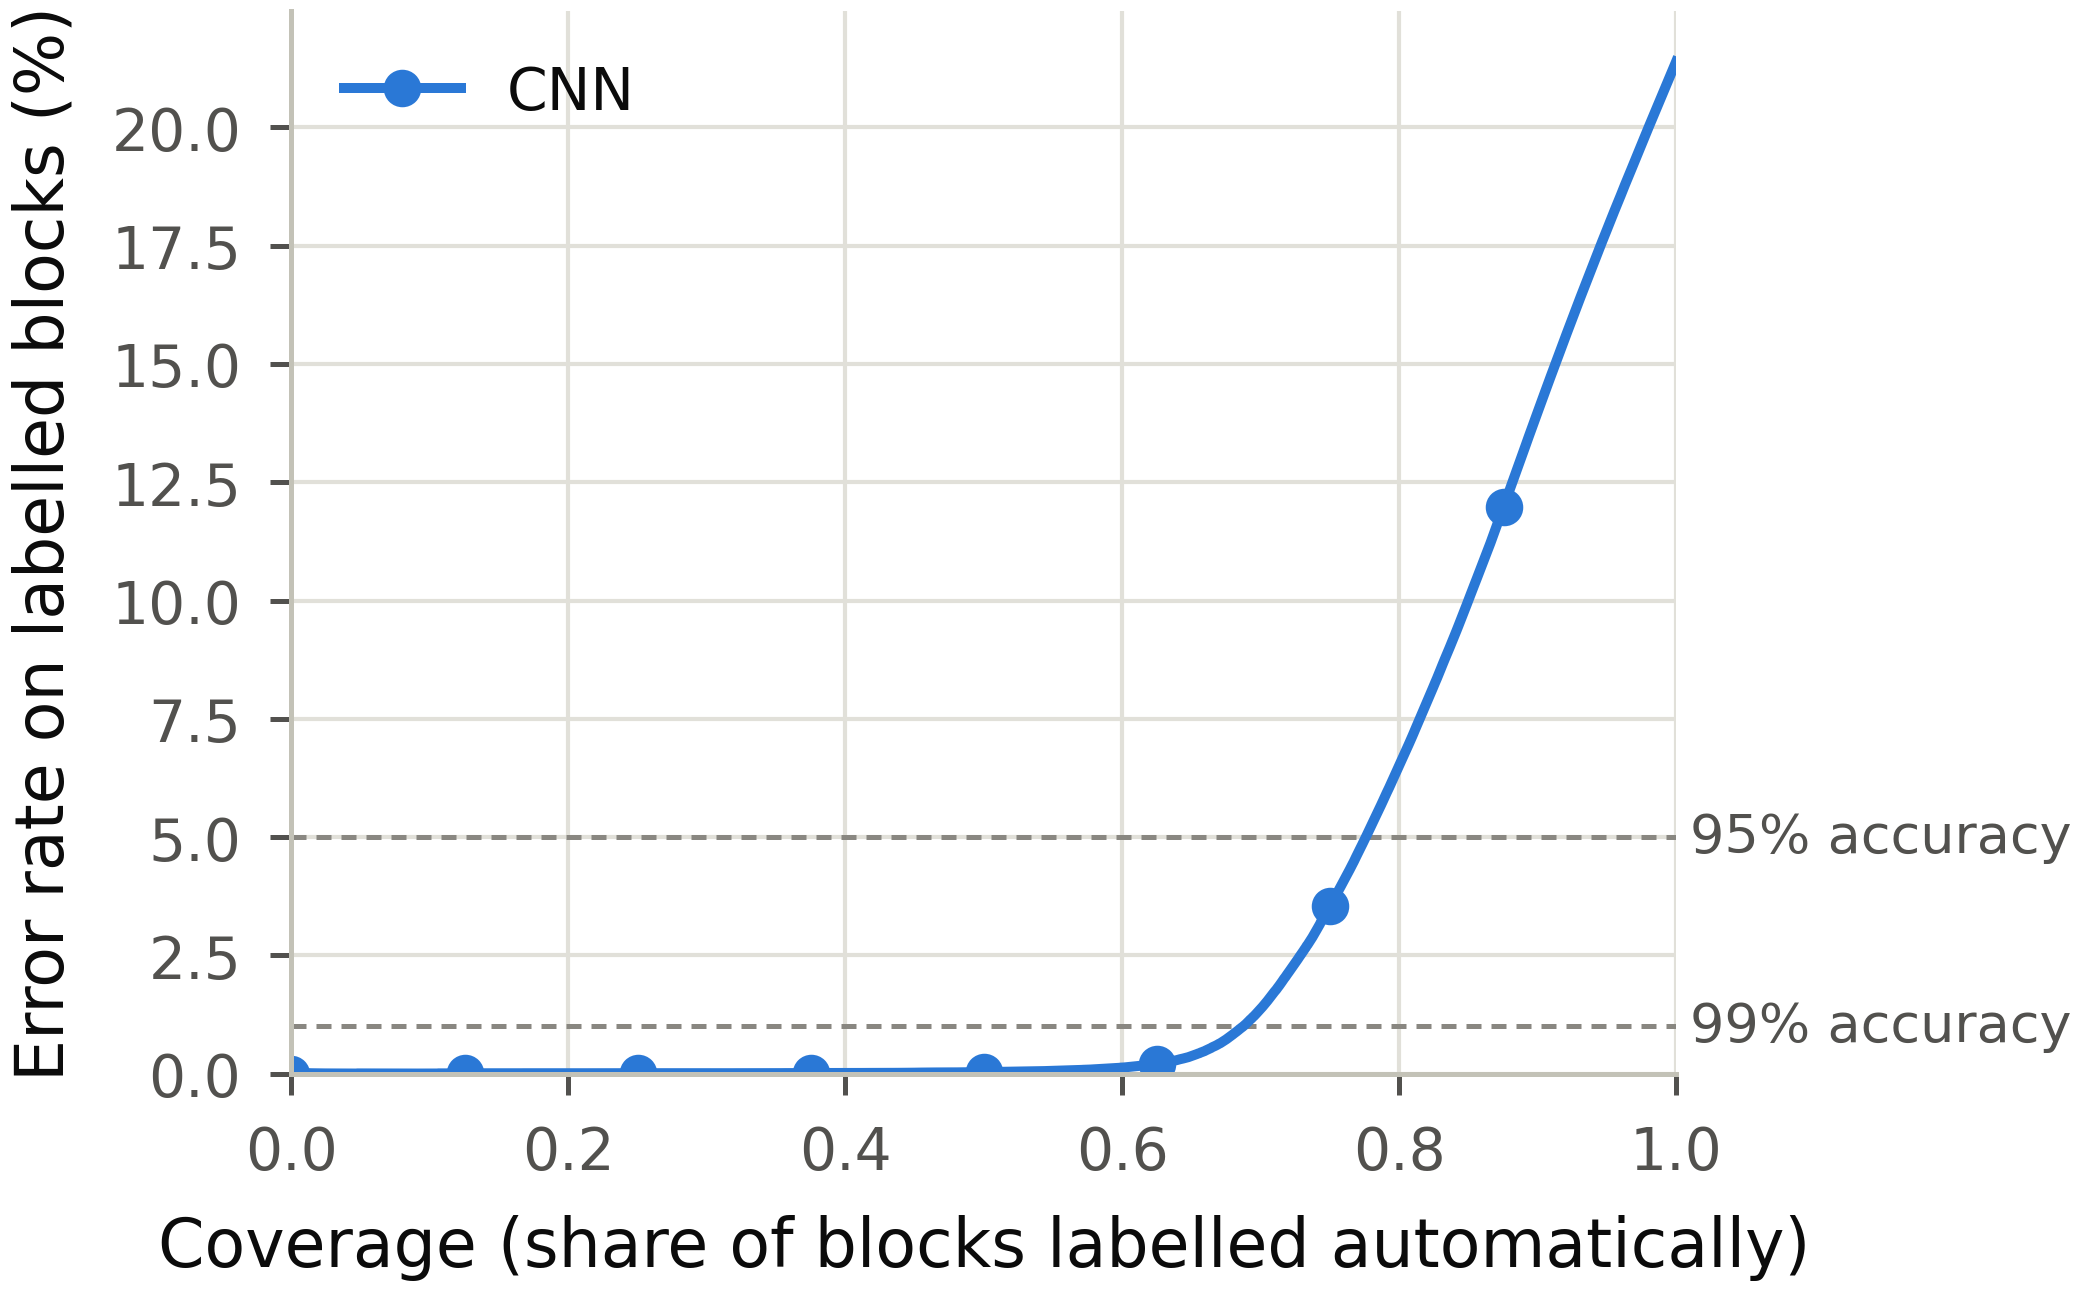 Error rate on labelled blocks (%)
CNN
20.0
17.5
15.0
12.5
10.0
7.5
5.0
2.5
0.0
95% accuracy
99% accuracy
0.0 0.2 0.4 0.6 0.8 1.0
Coverage (share of blocks labelled automatically)